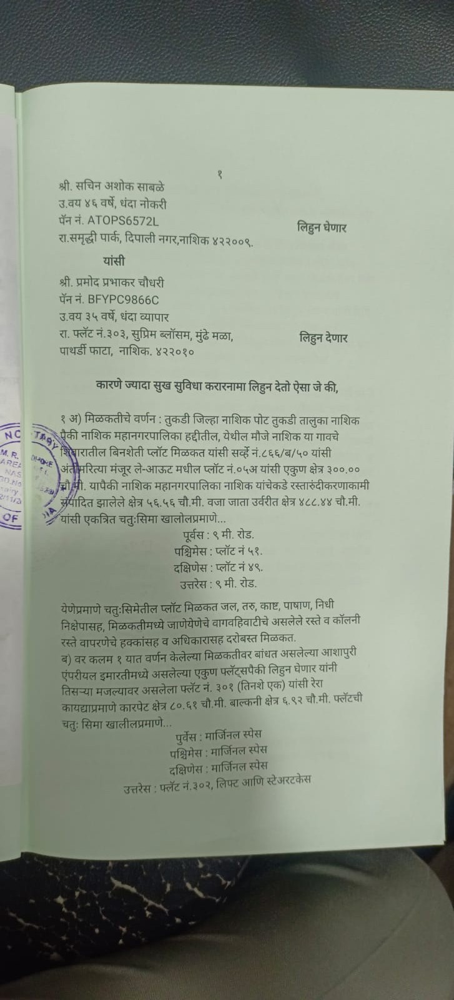 १
श्री. सचिन अशोक साबळे
उ.वय ४६ वर्षे, धंदा नोकरी
पॅन नं. ATOPS6572L
लिहुन घेणार
रा.समृद्धी पार्क, दिपाली नगर,नाशिक ४२२००९.
यांसी
श्री. प्रमोद प्रभाकर चौधरी
पॅन नं. BFYPC9866C
उ.वय ३५ वर्षे, धंदा व्यापार
रा. फ्लॅट नं.३०३, सुप्रिम ब्लॉसम, मुंढे मळा,
लिहुन देणार
पाथर्डी फाटा, नाशिक. ४२२०१०
कारणे ज्यादा सुख सुविधा करारनामा लिहुन देतो ऐसा जे की,
१ अ) मिळकतीचे वर्णन : तुकडी जिल्हा नाशिक पोट तुकडी तालुका नाशिक
पैकी नाशिक महानगरपालिका हद्दीतील, येथील मौजे नाशिक या गावचे
शिवारातील बिनशेती प्लॉट मिळकत यांसी सर्व्हे नं.८६६/ब/५० यांसी
अंतीमरित्या मंजूर ले-आऊट मधील प्लॉट नं.०५अ यांसी एकुण क्षेत्र ३००.००
चौ.मी. यापैकी नाशिक महानगरपालिका नाशिक यांचेकडे रस्तारुंदीकरणाकामी
संपादित झालेले क्षेत्र ५६.५६ चौ.मी. वजा जाता उर्वरीत क्षेत्र ४८८.४४ चौ.मी.
यांसी एकत्रित चतुःसिमा खालोलप्रमाणे...
पूर्वस : ९ मी. रोड.
पश्चिमेस : प्लॉट नं ५१.
दक्षिणेस : प्लॉट नं ४९.
उत्तरेस : ९ मी. रोड.
येणेप्रमाणे चतुःसिमेतील प्लॉट मिळकत जल, तरु, काष्ट, पाषाण, निधी
निक्षेपासह, मिळकतीमध्ये जाणेयेणेचे वागवहिवाटीचे असलेले रस्ते व कॉलनी
रस्ते वापरणेचे हक्कांसह व अधिकारासह दरोबस्त मिळकत.
ब) वर कलम १ यात वर्णन केलेल्या मिळकतीवर बांधत असलेल्या आशापुरी
एंपरीयल इमारतीमध्ये असलेल्या एकुण फ्लॅट्सपैकी लिहुन घेणार यांनी
तिसऱ्या मजल्यावर असलेला फ्लॅट नं. ३०१ (तिनशे एक) यांसी रेरा
कायद्याप्रमाणे कारपेट क्षेत्र ८०.६१ चौ.मी. बाल्कनी क्षेत्र ६.९२ चौ.मी. फ्लॅटची
चतुः सिमा खालीलप्रमाणे...
पुर्वेस : मार्जिनल स्पेस
पश्चिमेस : मार्जिनल स्पेस
दक्षिणेस : मार्जिनल स्पेस
उत्तरेस : फ्लॅट नं.३०२, लिफ्ट आणि स्टेअरटकेस
NOTARY
M. R.
AREA
NAS
OF